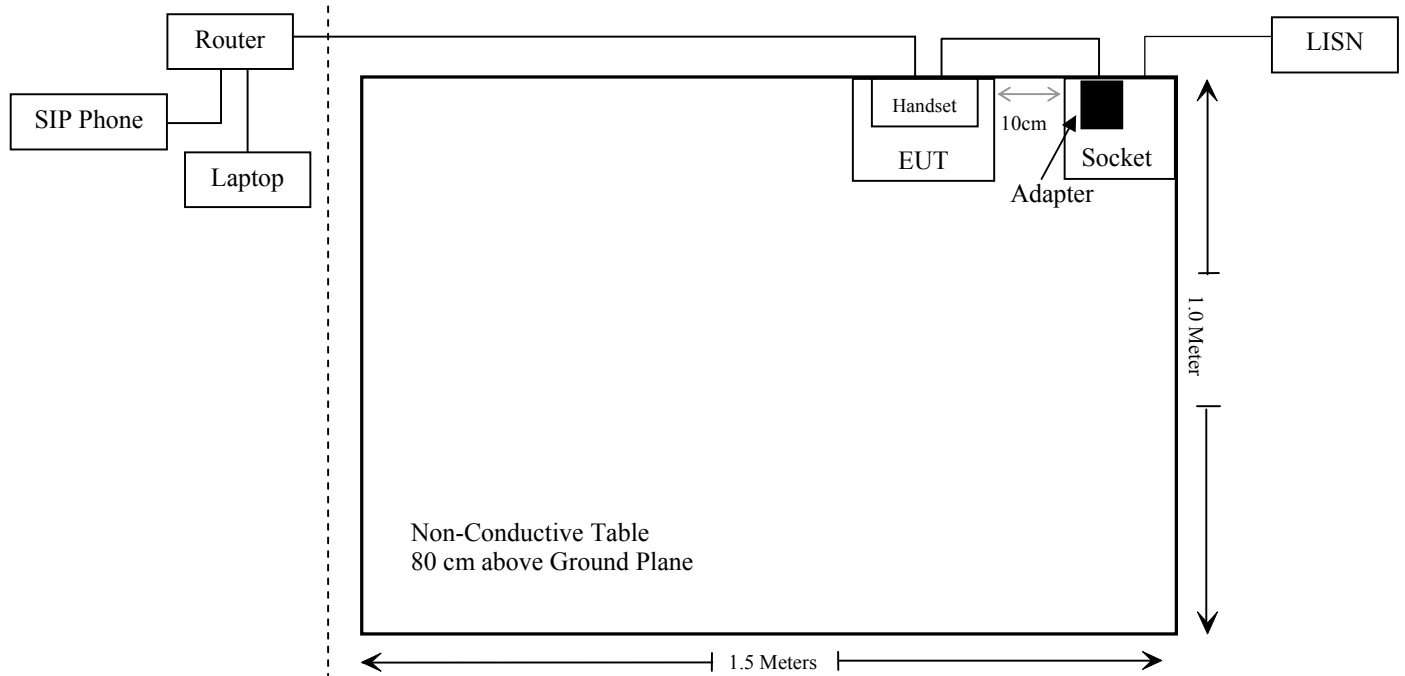 Router
LISN
SIP Phone
Handset
10cm
EUT
Socket
Laptop
Adapter
1.0 Meter
Non-Conductive Table
80 cm above Ground Plane
1.5 Meters